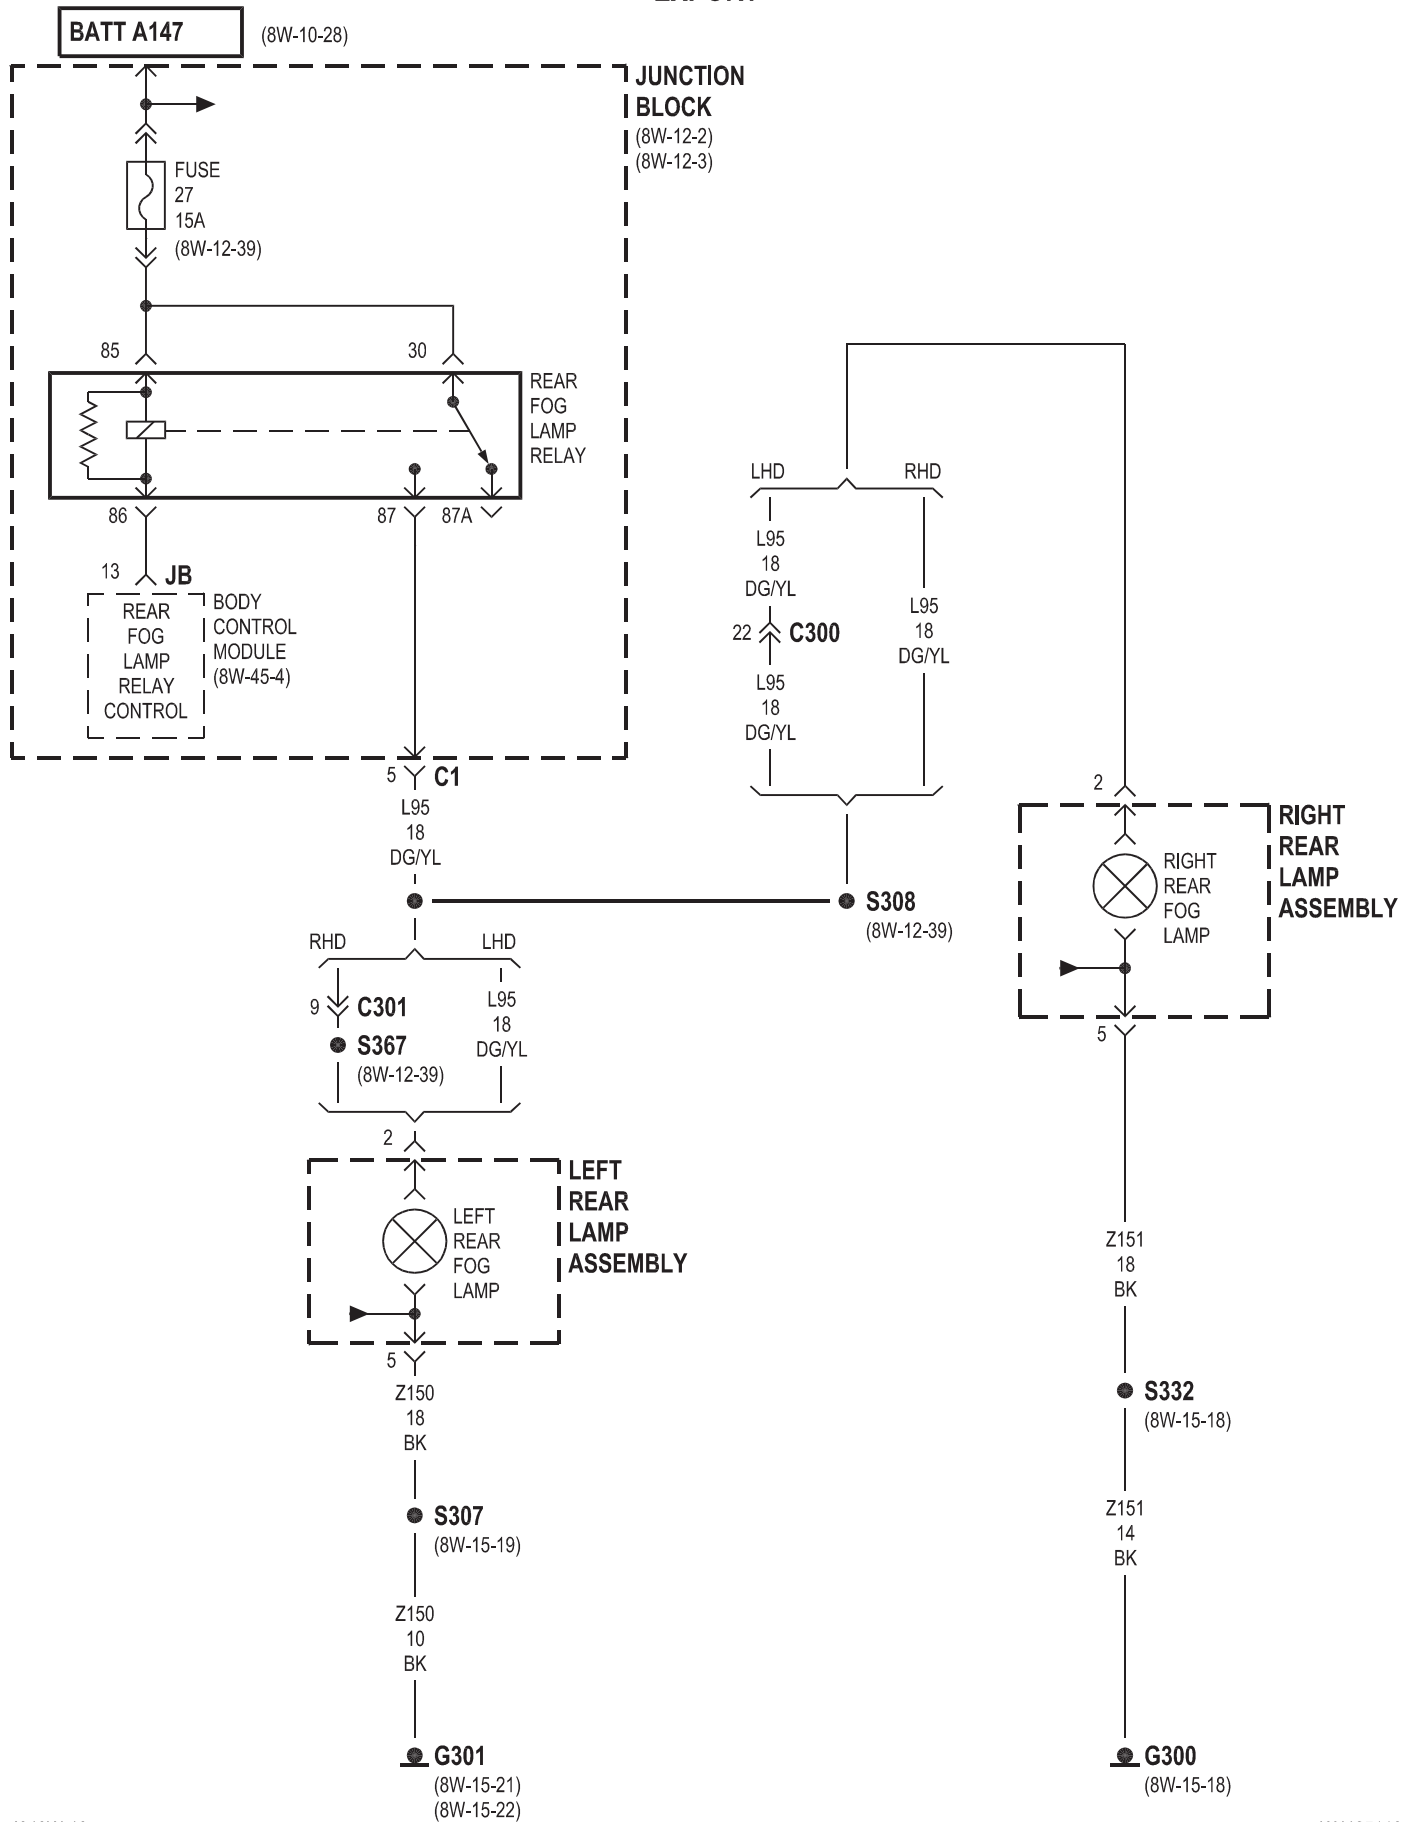 BATT A147
(8W-10-28)
JUNCTION
BLOCK
(8W-12-2)
(8W-12-3)
FUSE
27
15A
(8W-12-39)
85
30
REAR
FOG
LAMP
RELAY
86
87
87A
13
JB
REAR
FOG
LAMP
RELAY
CONTROL
BODY
CONTROL
MODULE
(8W-45-4)
5
C1
L95
18
DG/YL
LHD
RHD
L95
18
DG/YL
22
C300
L95
18
DG/YL
L95
18
DG/YL
S308
(8W-12-39)
2
RIGHT
REAR
LAMP
ASSEMBLY
RIGHT
REAR
FOG
LAMP
5
RHD
LHD
9
C301
S367
(8W-12-39)
L95
18
DG/YL
2
LEFT
REAR
LAMP
ASSEMBLY
LEFT
REAR
FOG
LAMP
5
Z150
18
BK
S307
(8W-15-19)
Z150
10
BK
G301
(8W-15-21)
(8W-15-22)
Z151
18
BK
S332
(8W-15-18)
Z151
14
BK
G300
(8W-15-18)